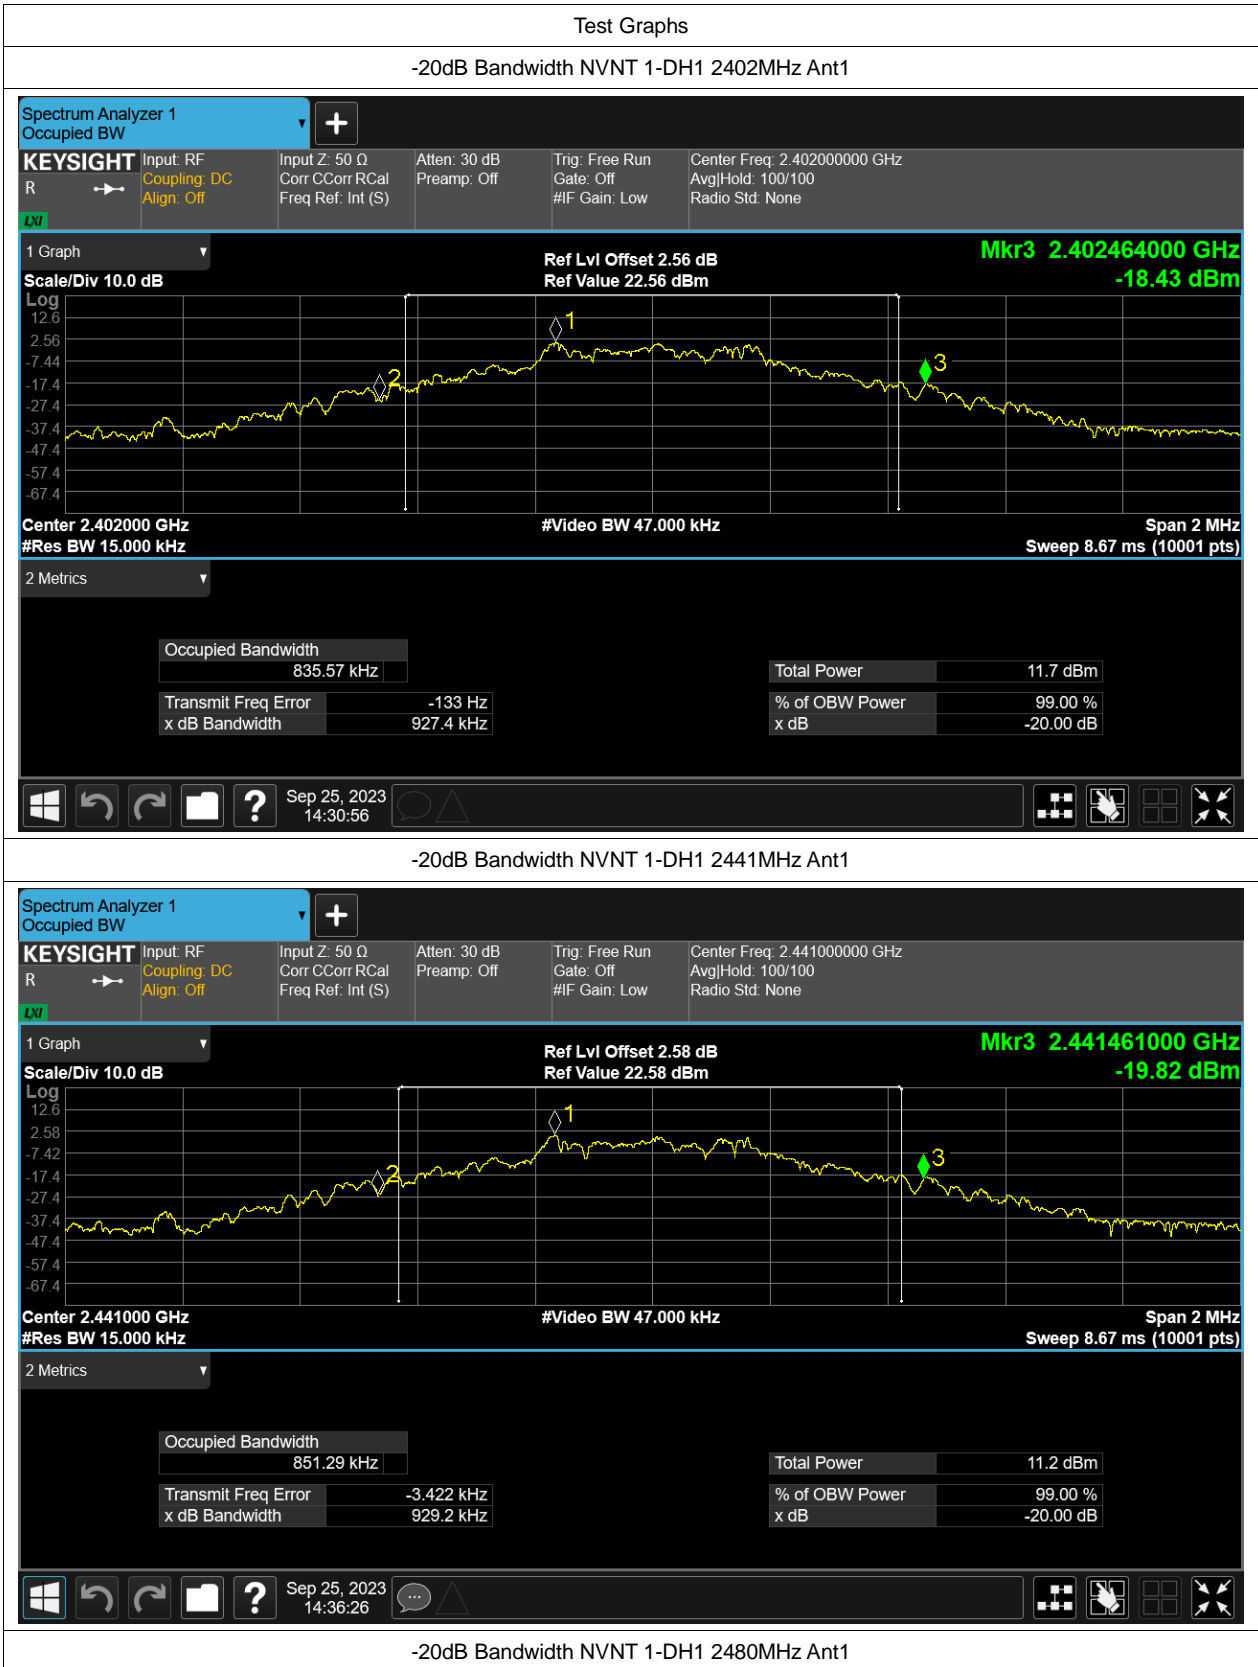 Test Graphs
-20dB Bandwidth NVNT 1-DH1 2402MHz Ant1
Spectrum Analyzer 1
Occupied BW
KEYSIGHT Input: RF Input Z: 50 Ω Atten: 30 dB Trig: Free Run Center Freq: 2.402000000 GHz
R Coupling: DC Corr CCorr RCal Preamp: Off Gate: Off Avg|Hold: 100/100
Align: Off Freq Ref: Int (S) #IF Gain: Low Radio Std: None
LXI
1 Graph Ref Lvl Offset 2.56 dB Mkr3 2.402464000 GHz
Scale/Div 10.0 dB Ref Value 22.56 dBm -18.43 dBm
Log
12.6
1
2.56
-7.44
3
-17.4
2
-27.4
-37.4
-47.4
-57.4
-67.4
Center 2.402000 GHz #Video BW 47.000 kHz Span 2 MHz
#Res BW 15.000 kHz Sweep 8.67 ms (10001 pts)
2 Metrics
Occupied Bandwidth
835.57 kHz Total Power 11.7 dBm
Transmit Freq Error -133 Hz % of OBW Power 99.00 %
x dB Bandwidth 927.4 kHz x dB -20.00 dB
? Sep 25, 2023
14:30:56
-20dB Bandwidth NVNT 1-DH1 2441MHz Ant1
Spectrum Analyzer 1
Occupied BW
KEYSIGHT Input: RF Input Z: 50 Ω Atten: 30 dB Trig: Free Run Center Freq: 2.441000000 GHz
R Coupling: DC Corr CCorr RCal Preamp: Off Gate: Off Avg|Hold: 100/100
Align: Off Freq Ref: Int (S) #IF Gain: Low Radio Std: None
LXI
1 Graph Ref Lvl Offset 2.58 dB Mkr3 2.441461000 GHz
Scale/Div 10.0 dB Ref Value 22.58 dBm -19.82 dBm
Log
12.6
1
2.58
-7.42
3
-17.4
2
-27.4
-37.4
-47.4
-57.4
-67.4
Center 2.441000 GHz #Video BW 47.000 kHz Span 2 MHz
#Res BW 15.000 kHz Sweep 8.67 ms (10001 pts)
2 Metrics
Occupied Bandwidth
851.29 kHz Total Power 11.2 dBm
Transmit Freq Error -3.422 kHz % of OBW Power 99.00 %
x dB Bandwidth 929.2 kHz x dB -20.00 dB
? Sep 25, 2023
14:36:26
-20dB Bandwidth NVNT 1-DH1 2480MHz Ant1